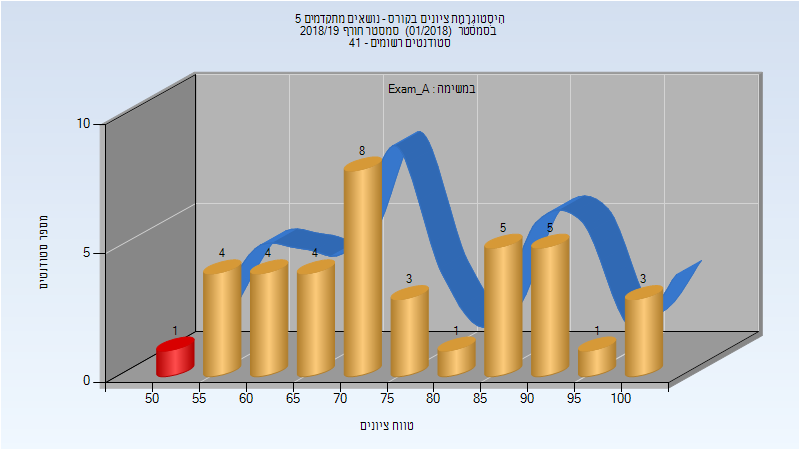 היסטוגרמת ציונים בקורס - נושאים מתקדמים 5
בסמסטר (01/2018) סמסטר חורף 2018/19
סטודנטים רשומים - 41
במשימה : Exam_A
מספר סטודנטים
10
5
0
1
4
4
4
8
3
1
5
5
1
3
50 55 60 65 70 75 80 85 90 95 100
טווח ציונים